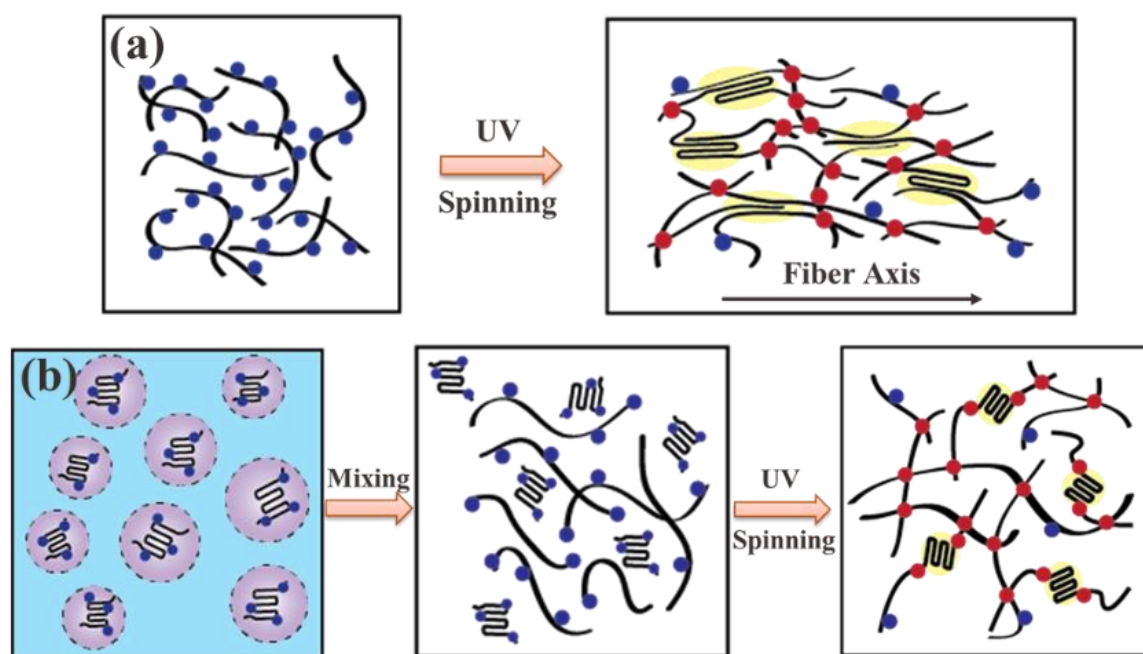 (a)
UV
Spinning
Fiber Axis
(b)
Mixing
UV
Spinning